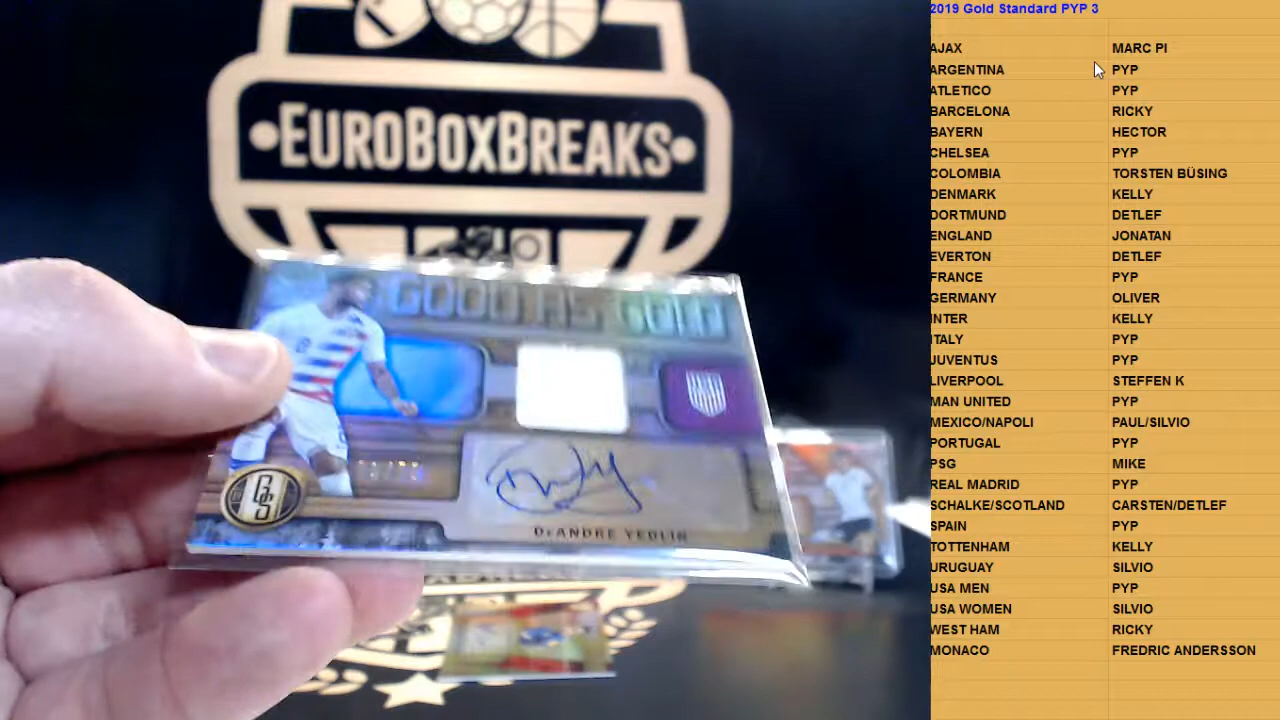 2019 Gold Standard PYP 3
AJAX MARC PI
ARGENTINA PYP
ATLETICO PYP
BARCELONA RICKY
BAYERN HECTOR
CHELSEA PYP
COLOMBIA TORSTEN BÜSING
DENMARK KELLY
DORTMUND DETLEF
ENGLAND JONATAN
EVERTON DETLEF
FRANCE PYP
GERMANY OLIVER
INTER KELLY
ITALY PYP
JUVENTUS PYP
LIVERPOOL STEFFEN K
MAN UNITED PYP
MEXICO/NAPOLI PAUL/SILVIO
PORTUGAL PYP
PSG MIKE
REAL MADRID PYP
SCHALKE/SCOTLAND CARSTEN/DETLEF
SPAIN PYP
TOTTENHAM KELLY
URUGUAY SILVIO
USA MEN PYP
USA WOMEN SILVIO
WEST HAM RICKY
MONACO FREDRIC ANDERSSON
•EUROBOXBREAKS•
GOOD AS GOLD
GS
DEANDRE YEDLIN